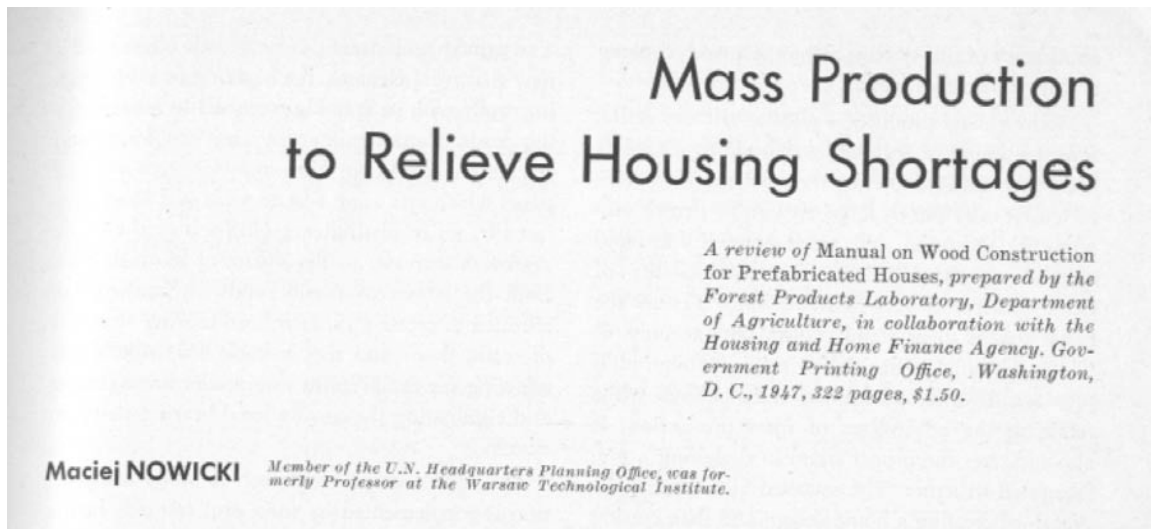 Mass Production
to Relieve Housing Shortages
A review of Manual on Wood Construction
for Prefabricated Houses, prepared by the
Forest Products Laboratory, Department
of Agriculture, in collaboration with the
Housing and Home Finance Agency. Gov-
ernment Printing Office, Washington,
D. C., 1947, 322 pages, $1.50.
Maciej NOWICKI
Member of the U.N. Headquarters Planning Office, was for-
merly Professor at the Warsaw Technological Institute.